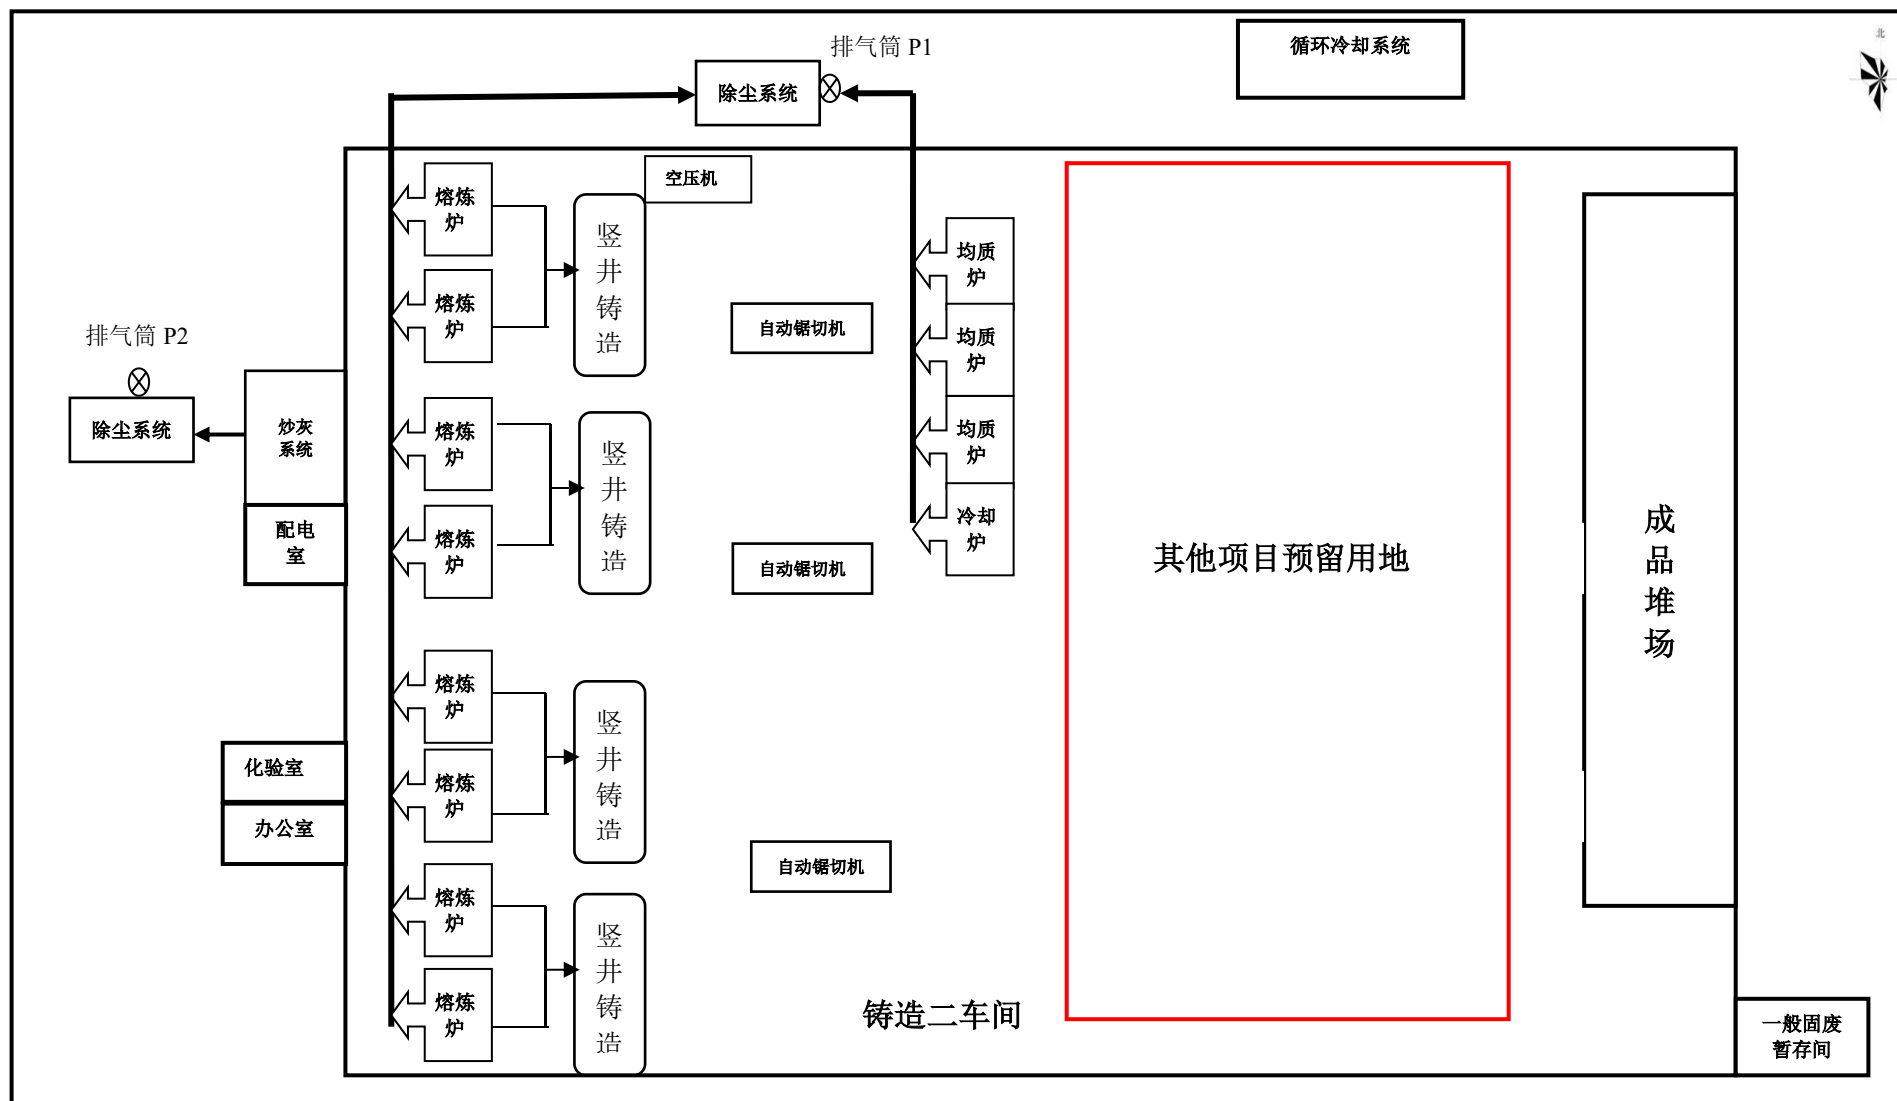 排气筒 P1
循环冷却系统
北
除尘系统
空压机
熔炼
炉
竖
井
铸
造
均质
炉
熔炼
炉
自动锯切机
均质
炉
排气筒 P2
除尘系统
炒灰
系统
熔炼
炉
竖
井
铸
造
均质
炉
配电
室
熔炼
炉
自动锯切机
冷却
炉
其他项目预留用地
成
品
堆
场
熔炼
炉
竖
井
铸
造
化验室
熔炼
炉
办公室
自动锯切机
熔炼
炉
竖
井
铸
造
熔炼
炉
铸造二车间
一般固废
暂存间